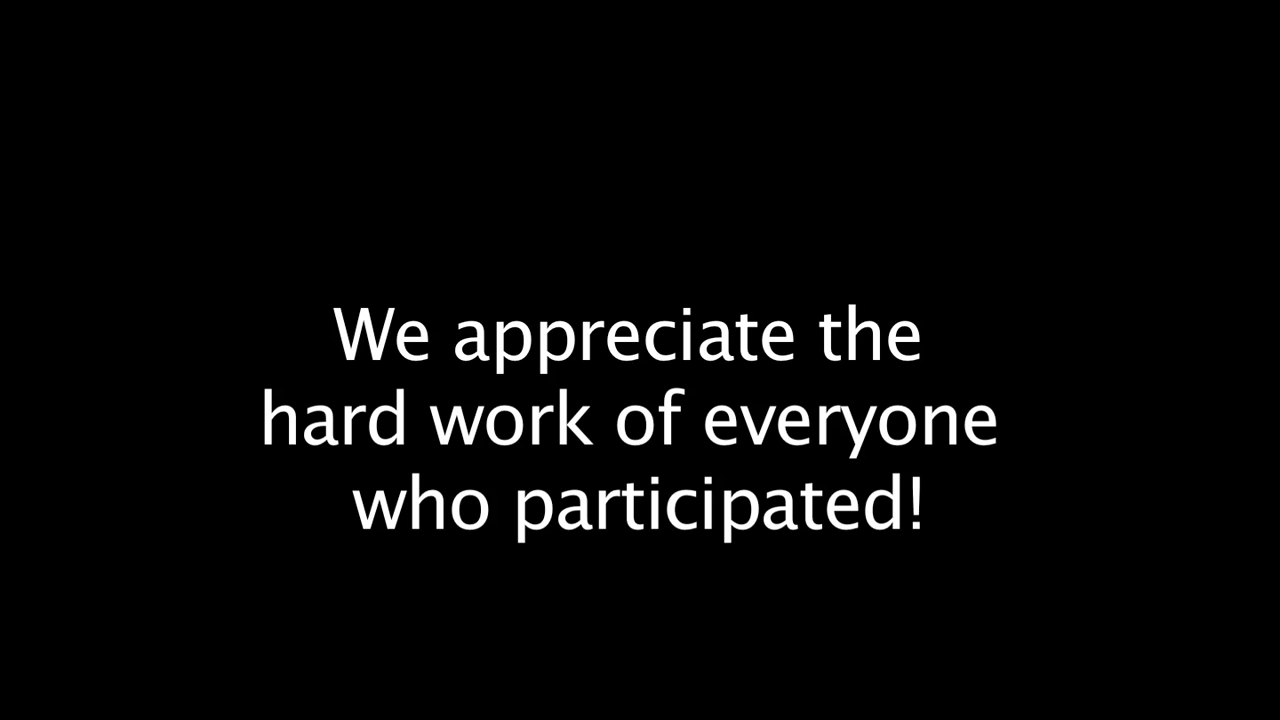 We appreciate the
hard work of everyone
who participated!